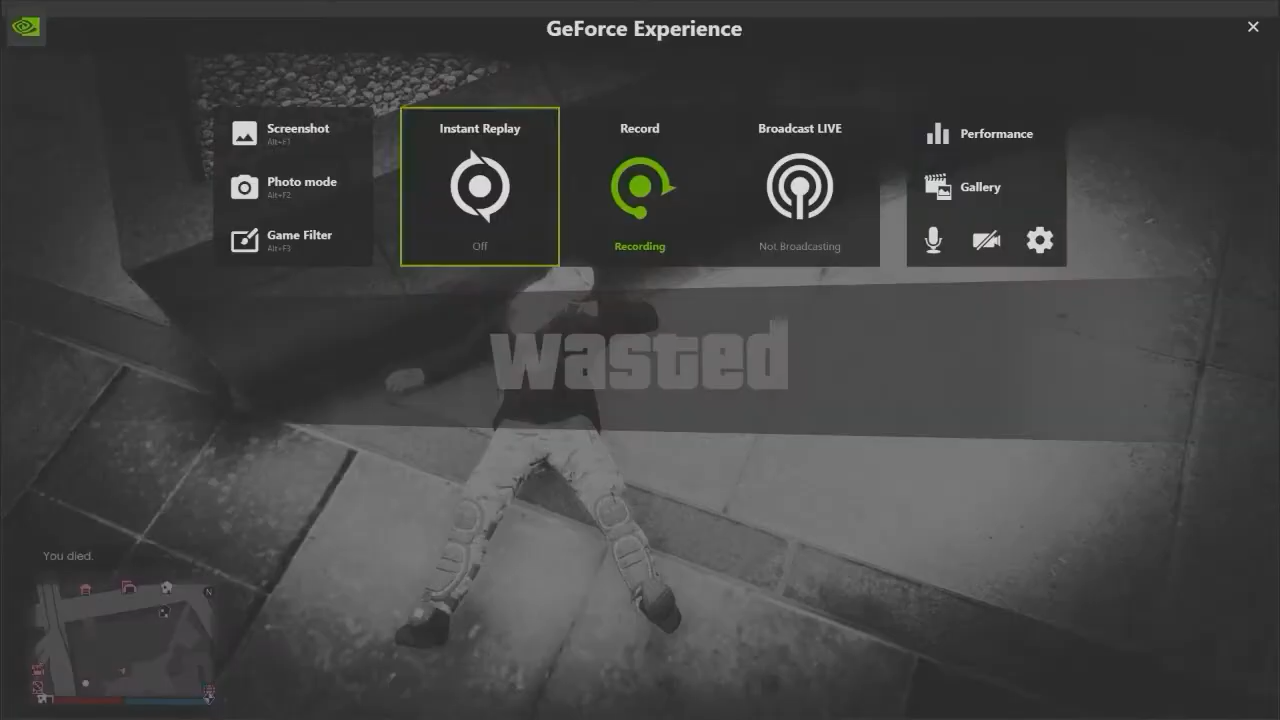 GeForce Experience
Screenshot
Alt+F1
Photo mode
Alt+F2
Game Filter
Alt+F3
Instant Replay
Off
Record
Recording
Broadcast LIVE
Not Broadcasting
Performance
Gallery
wasted
You died.
N